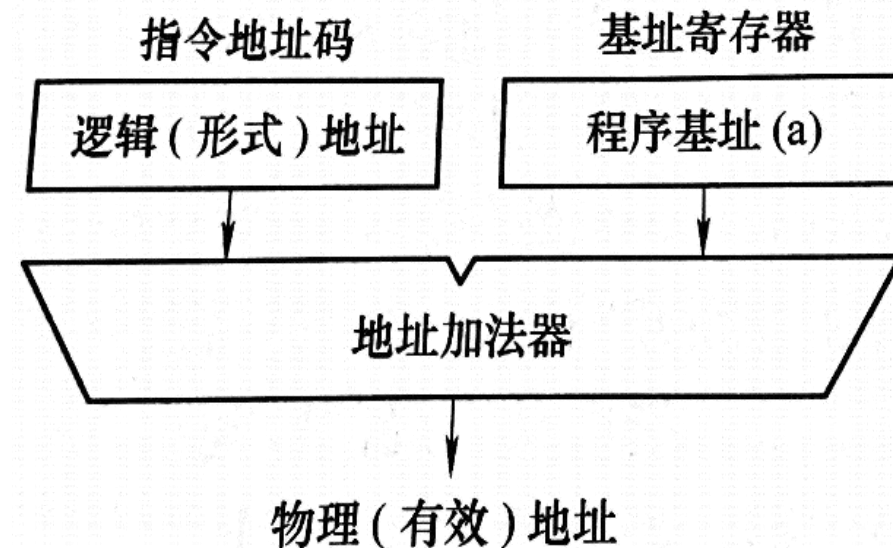 指令地址码
基址寄存器
逻辑(形式)地址
程序基址(a)
地址加法器
物理(有效)地址